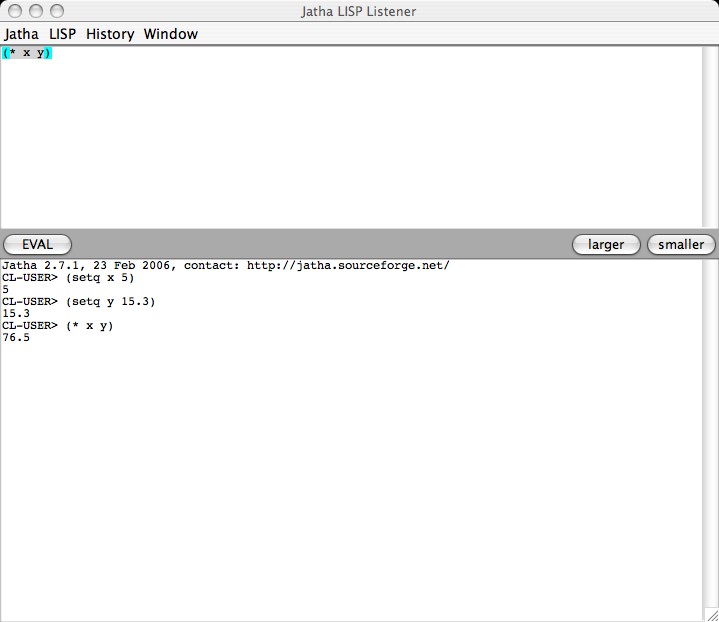 Jatha LISP Listener
Jatha LISP History Window
(* x y)
EVAL larger smaller
Jatha 2.7.1, 23 Feb 2006, contact: http://jatha.sourceforge.net/
CL-USER> (setq x 5)
5
CL-USER> (setq y 15.3)
15.3
CL-USER> (* x y)
76.5